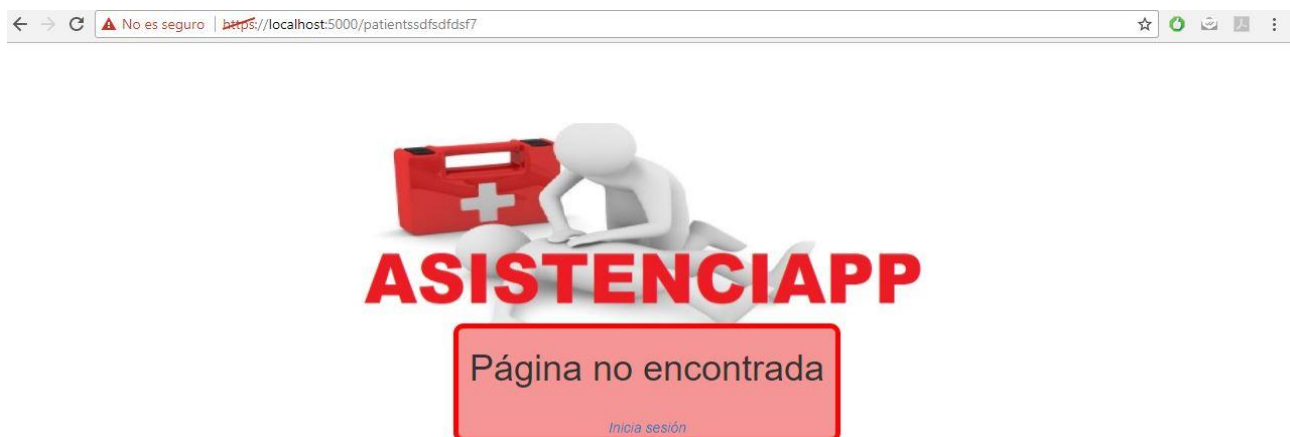 No es seguro | https://localhost:5000/patientssdfsdfdsf7
ASISTENCIAPP
Página no encontrada
Inicia sesión